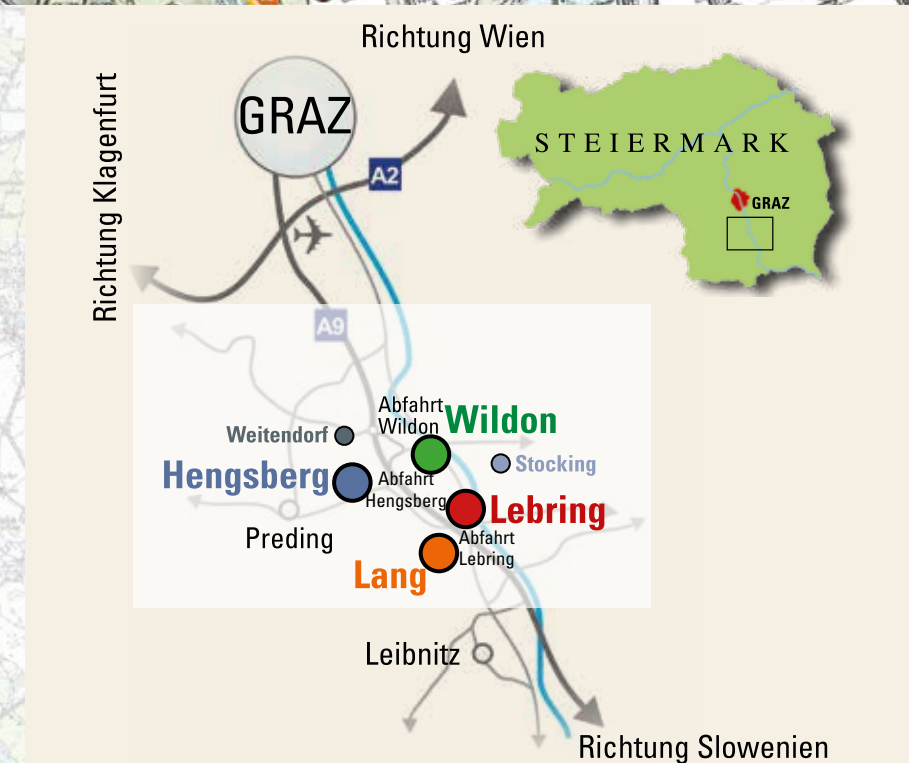 Richtung Wien
Richtung Klagenfurt
GRAZ
A2
STEIERMARK
GRAZ
A9
Abfahrt
Wildon
Wildon
Weitendorf
Stocking
Hengsberg
Abfahrt
Hengsberg
Lebring
Preding
Abfahrt
Lebring
Lang
Leibnitz
Richtung Slowenien